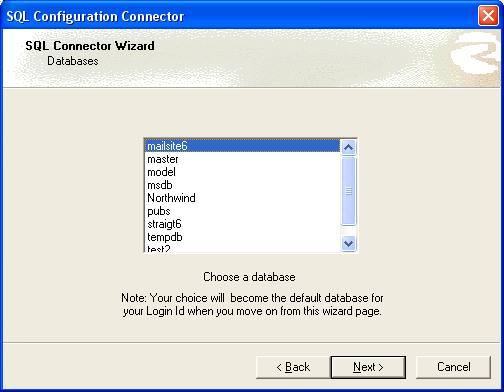 SQL Configuration Connector
SQL Connector Wizard
Databases
mailsite6
master
model
msdb
Northwind
pubs
straigt6
tempdb
test2
Choose a database
Note: Your choice will become the default database for
your Login Id when you move on from this wizard page.
< Back
Next >
Cancel